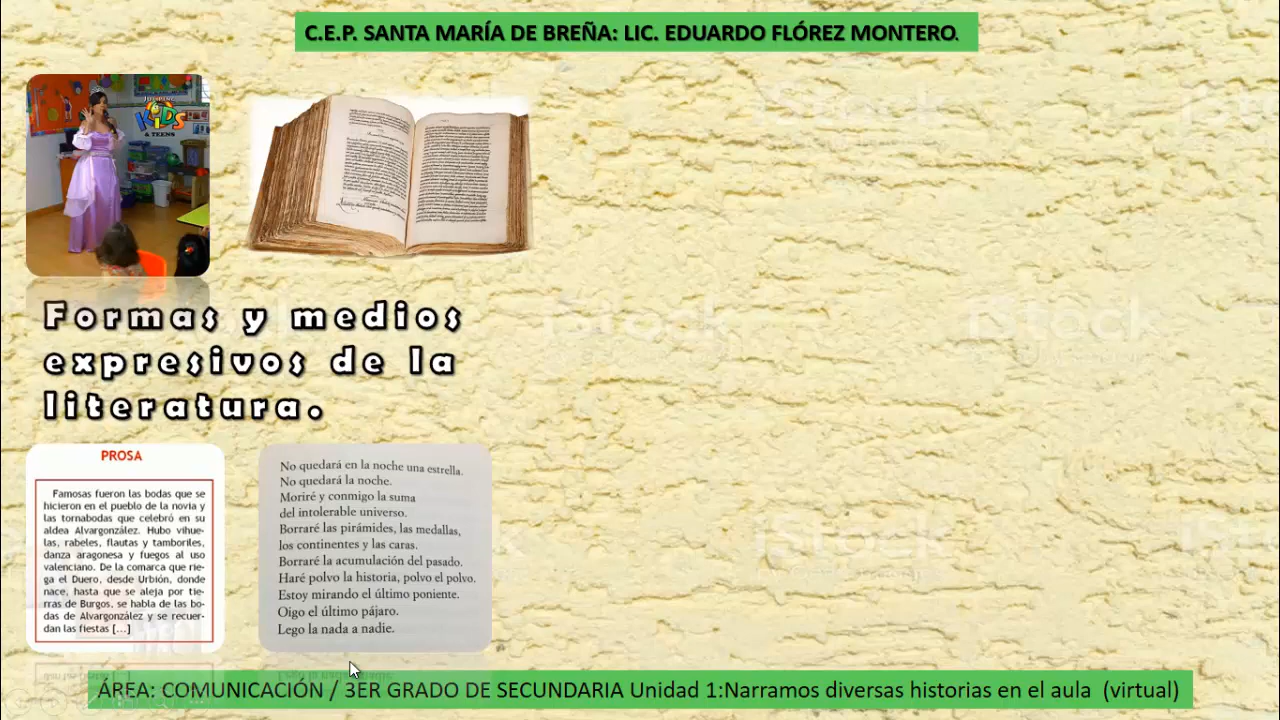 C.E.P. SANTA MARÍA DE BREÑA: LIC. EDUARDO FLÓREZ MONTERO.
JUMPING
KIDS
& TEENS
Formas y medios
expresivos de la
literatura.
PROSA
Famosas fueron las bodas que se
hicieron en el pueblo de la novia y
las tornabodas que celebró en su
aldea Alvargonzález. Hubo vihue-
las, rabeles, flautas y tamboriles,
danza aragonesa y fuegos al uso
valenciano. De la comarca que rie-
ga el Duero, desde Urbión, donde
nace, hasta que se aleja por tie-
rras de Burgos, se habla de las bo-
das de Alvargonzález y se recuer-
dan las fiestas [...]
No quedará en la noche una estrella.
No quedará la noche.
Moriré y conmigo la suma
del intolerable universo.
Borraré las pirámides, las medallas,
los continentes y las caras.
Borraré la acumulación del pasado.
Haré polvo la historia, polvo el polvo.
Estoy mirando el último poniente.
Oigo el último pájaro.
Lego la nada a nadie.
iStock
iStock
ÁREA: COMUNICACIÓN / 3ER GRADO DE SECUNDARIA Unidad 1:Narramos diversas historias en el aula (virtual)